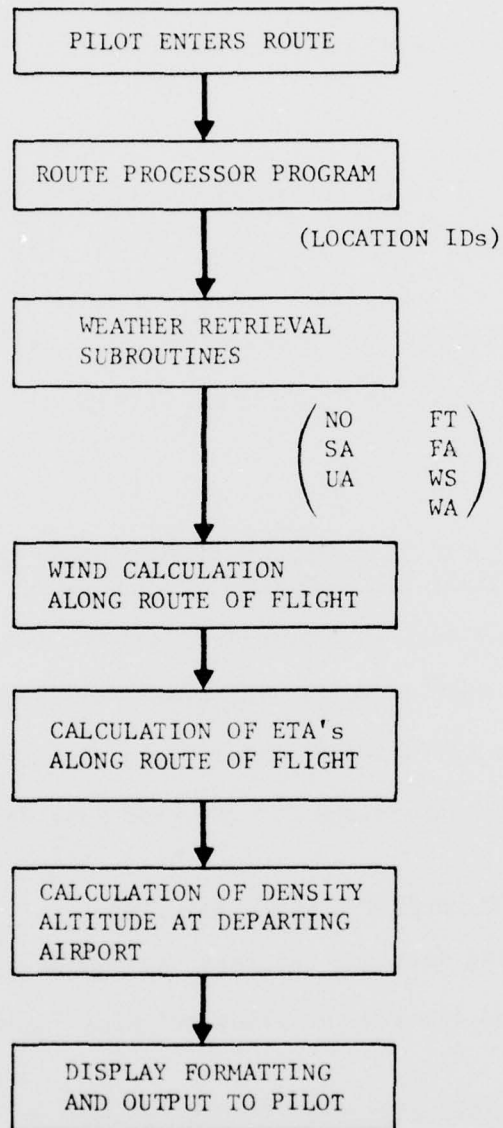 PILOT ENTERS ROUTE
ROUTE PROCESSOR PROGRAM
(LOCATION IDs)
WEATHER RETRIEVAL
SUBROUTINES
NO FT
SA FA
UA WS
WA
WIND CALCULATION
ALONG ROUTE OF FLIGHT
CALCULATION OF ETA's
ALONG ROUTE OF FLIGHT
CALCULATION OF DENSITY
ALTITUDE AT DEPARTING
AIRPORT
DISPLAY FORMATTING
AND OUTPUT TO PILOT